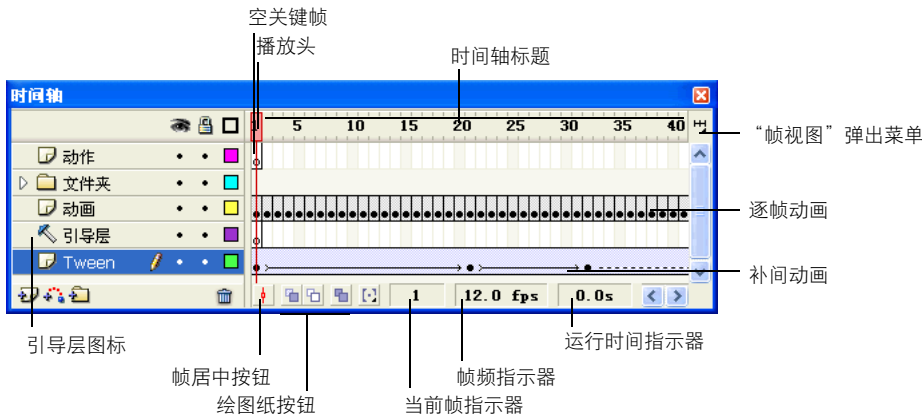 空关键帧
播放头
时间轴标题
时间轴
1 5 10 15 20 25 30 35 40
“帧视图”弹出菜单
动作
文件夹
动画
逐帧动画
引导层
Tween
补间动画
1 12.0 fps 0.0s
引导层图标
运行时间指示器
帧居中按钮
帧频指示器
绘图纸按钮
当前帧指示器